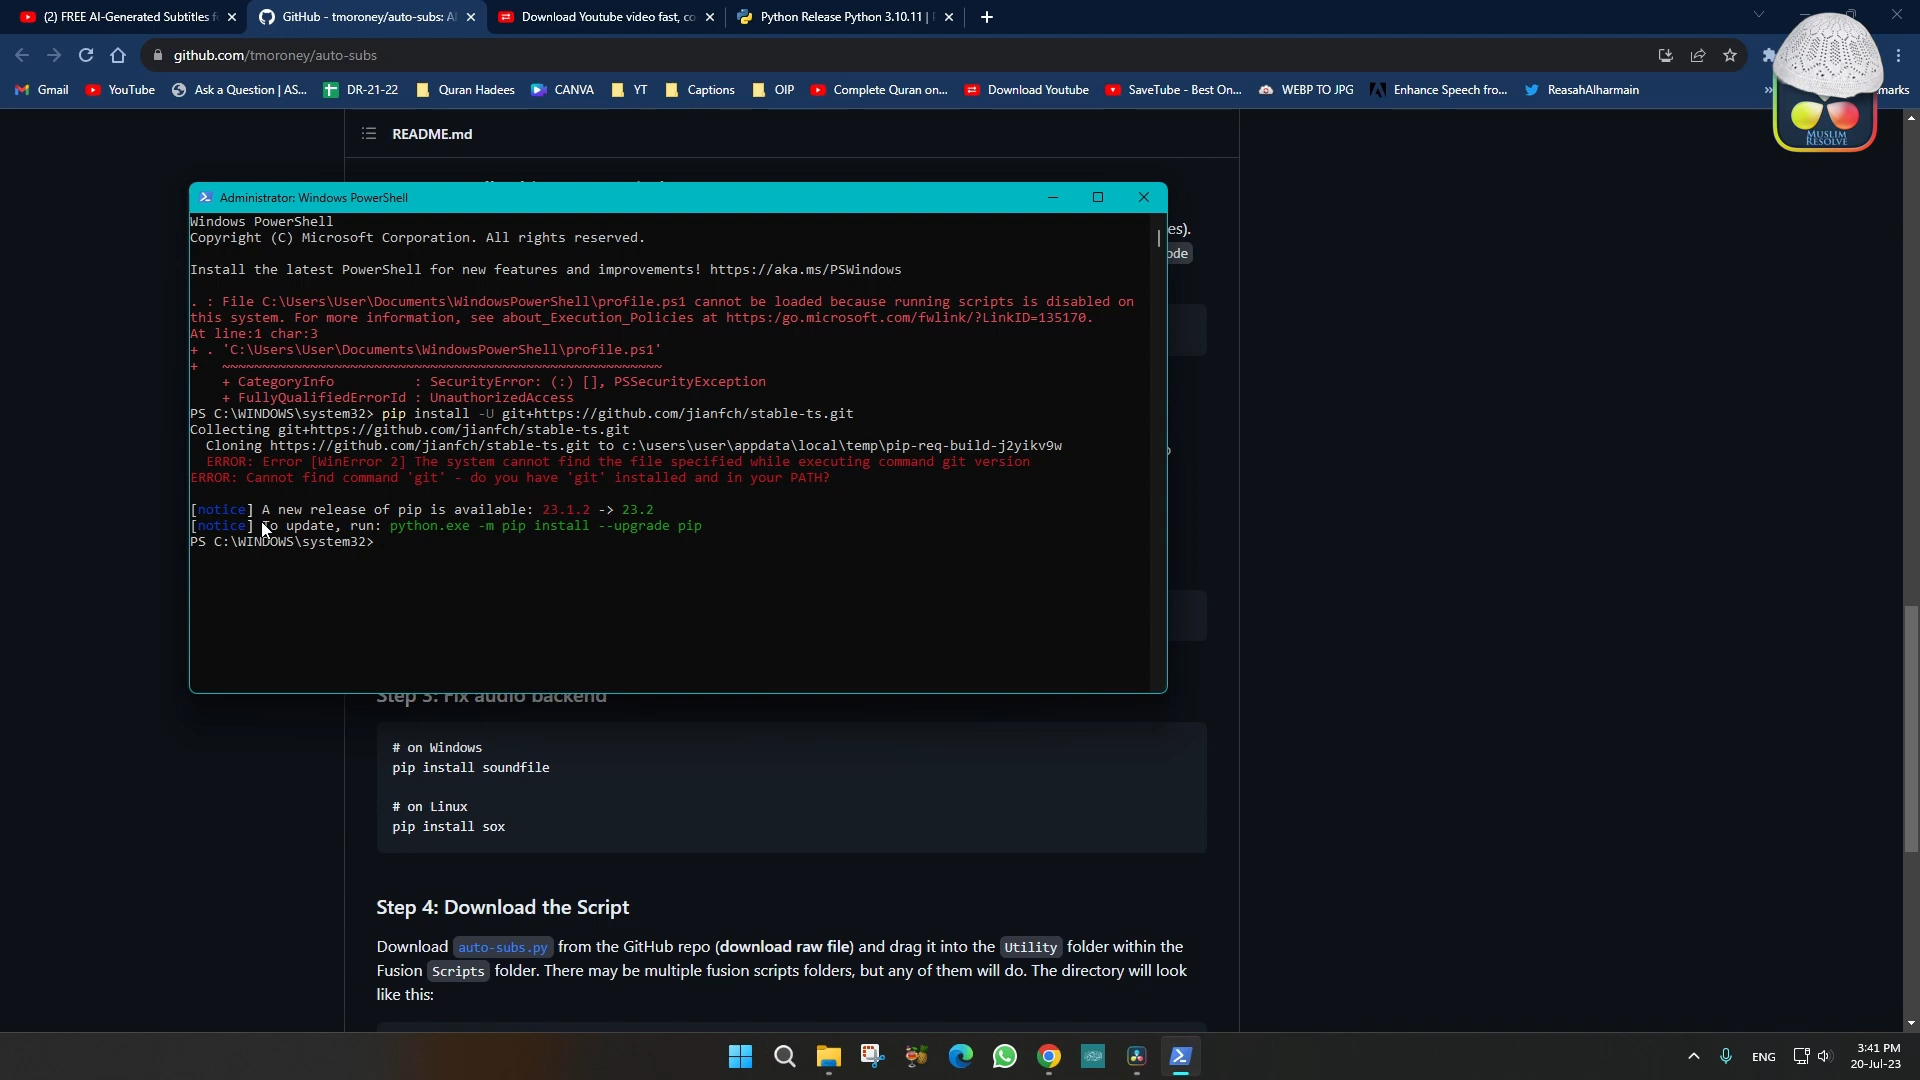 (2) FREE AI-Generated Subtitles f
GitHub - tmoroney/auto-subs: A
Download Youtube video fast, co
Python Release Python 3.10.11 |
github.com/tmoroney/auto-subs
Gmail
YouTube
Ask a Question | AS...
DR-21-22
Quran Hadees
CANVA
YT
Captions
OIP
Complete Quran on...
Download Youtube
SaveTube - Best On...
WEBP TO JPG
Enhance Speech fro...
ReasahAlharmain
»
marks
MUSLIM
RESOLVE
README.md
Administrator: Windows PowerShell
es).
ode
Windows PowerShell
Copyright (C) Microsoft Corporation. All rights reserved.
Install the latest PowerShell for new features and improvements! https://aka.ms/PSWindows
. : File C:\Users\User\Documents\WindowsPowerShell\profile.ps1 cannot be loaded because running scripts is disabled on
this system. For more information, see about_Execution_Policies at https:/go.microsoft.com/fwlink/?LinkID=135170.
At line:1 char:3
+ . 'C:\Users\User\Documents\WindowsPowerShell\profile.ps1'
+   ~~~~~~~~~~~~~~~~~~~~~~~~~~~~~~~~~~~~~~~~~~~~~~~~~~~~~~~
+ CategoryInfo          : SecurityError: (:) [], PSSecurityException
+ FullyQualifiedErrorId : UnauthorizedAccess
PS C:\WINDOWS\system32> pip install -U git+https://github.com/jianfch/stable-ts.git
Collecting git+https://github.com/jianfch/stable-ts.git
Cloning https://github.com/jianfch/stable-ts.git to c:\users\user\appdata\local\temp\pip-req-build-j2yikv9w
ERROR: Error [WinError 2] The system cannot find the file specified while executing command git version
ERROR: Cannot find command 'git' - do you have 'git' installed and in your PATH?
[notice] A new release of pip is available: 23.1.2 -> 23.2
[notice] To update, run: python.exe -m pip install --upgrade pip
PS C:\WINDOWS\system32>
Step 3: Fix audio backend
# on Windows
pip install soundfile
# on Linux
pip install sox
Step 4: Download the Script
Download auto-subs.py from the GitHub repo (download raw file) and drag it into the Utility folder within the
Fusion Scripts folder. There may be multiple fusion scripts folders, but any of them will do. The directory will look
like this:
ENG
3:41 PM
20-Jul-23